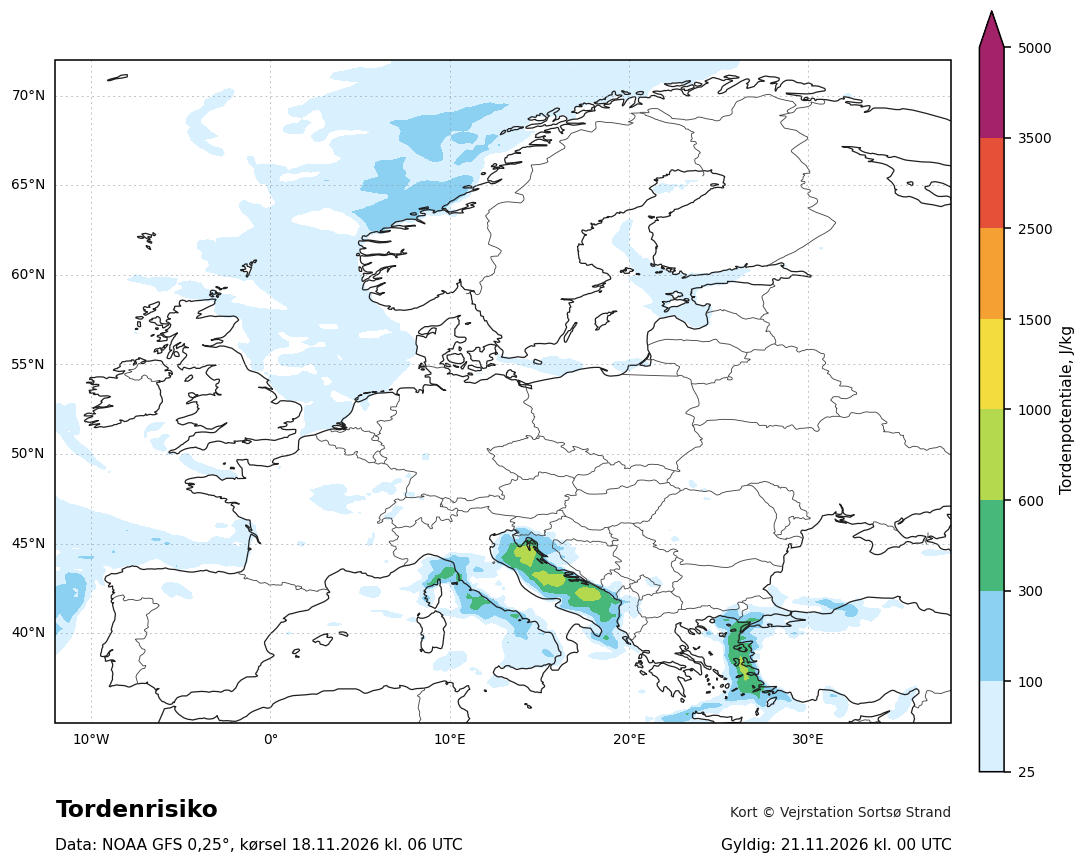 5000
3500
2500
1500
1000
600
300
100
25
Tordenpotentiale, J/kg
70°N
65°N
60°N
55°N
50°N
45°N
40°N
10°W
0°
10°E
20°E
30°E
Tordenrisiko
Kort © Vejrstation Sortsø Strand
Data: NOAA GFS 0,25°, kørsel 18.11.2026 kl. 06 UTC
Gyldig: 21.11.2026 kl. 00 UTC